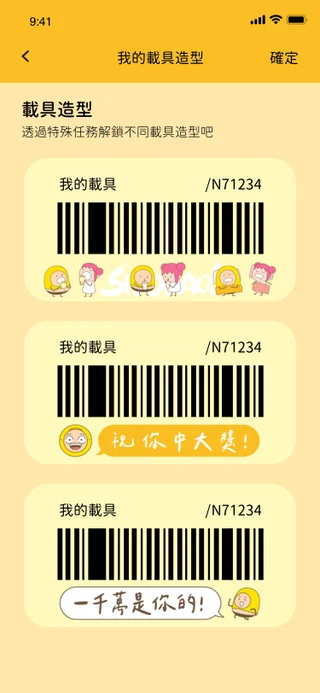 9:41
我的載具造型
確定
載具造型
透過特殊任務解鎖不同載具造型吧
我的載具
/N71234
我的載具
/N71234
祝你中大獎!
我的載具
/N71234
一千萬是你的!